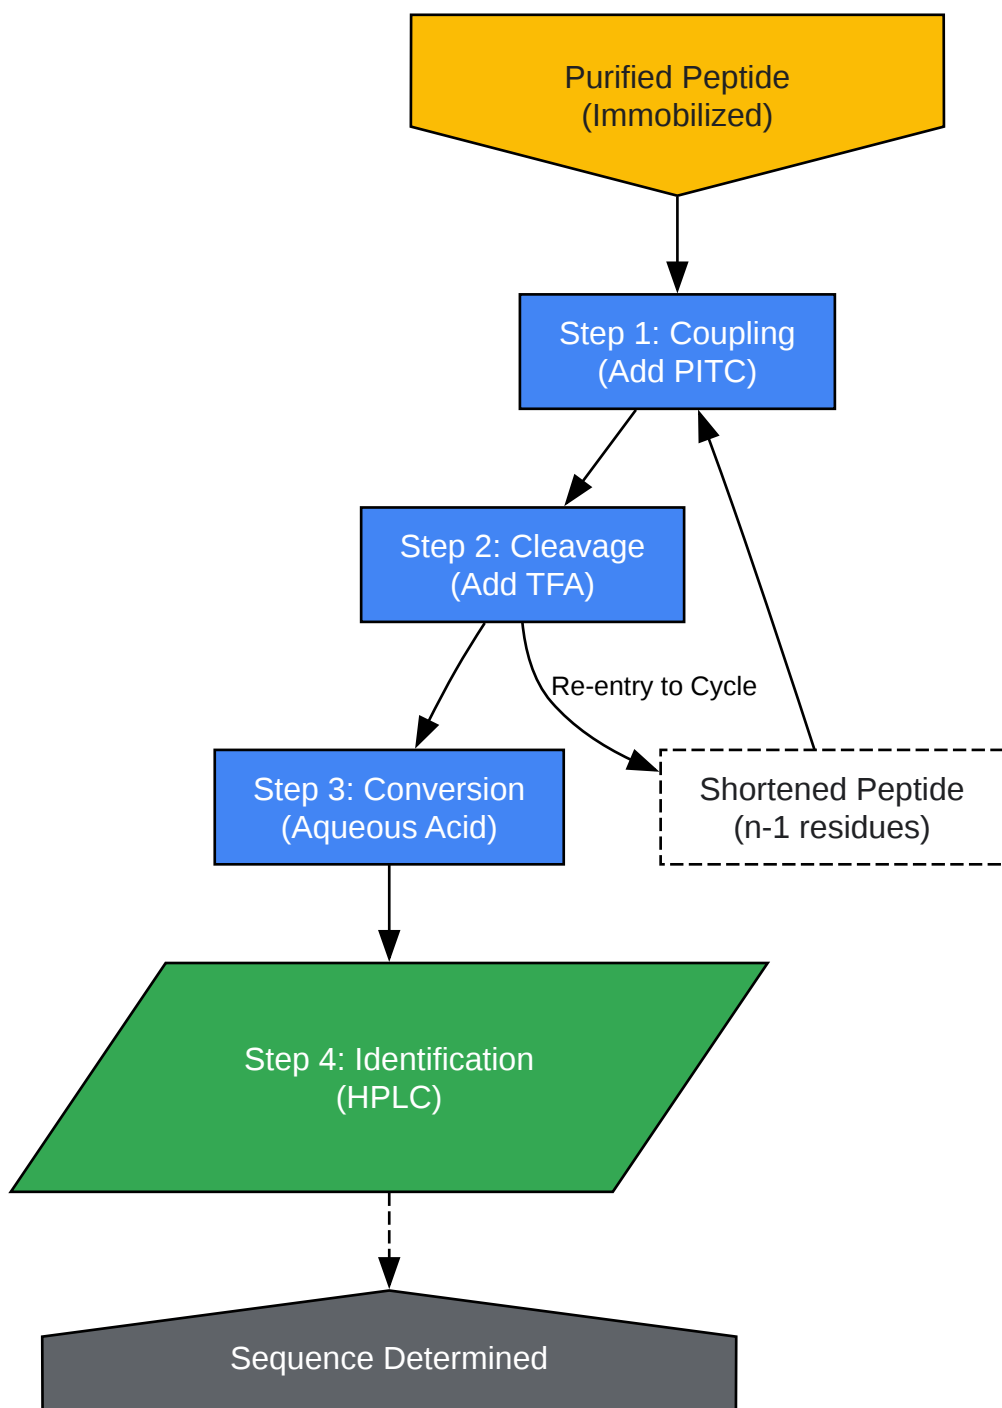 Purified Peptide
(Immobilized)
Step 1: Coupling
(Add PITC)
Step 2: Cleavage
(Add TFA)
Re-entry to Cycle
Step 3: Conversion
(Aqueous Acid)
Shortened Peptide
(n-1 residues)
Step 4: Identification
(HPLC)
Sequence Determined